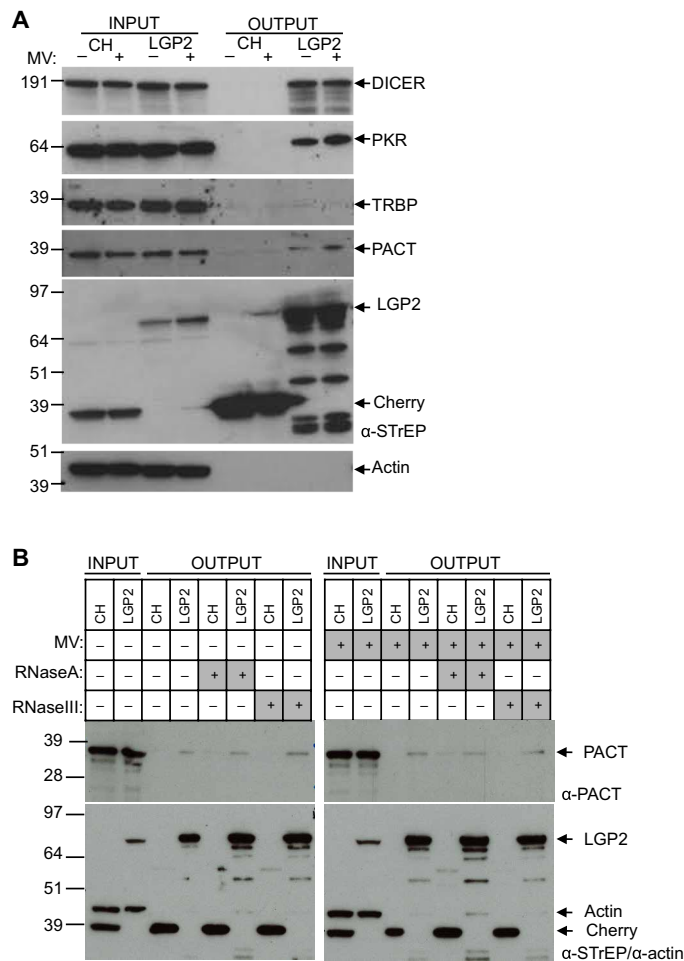 A
INPUT OUTPUT
CH LGP2 CH LGP2
MV: – + – + – + – +
191 DICER
64 PKR
39 TRBP
39 PACT
97
LGP2
64
51
39 Cherry
α-STrEP
51
Actin
39
B
INPUT OUTPUT INPUT OUTPUT
CH LGP2 CH LGP2 CH LGP2 CH LGP2 CH LGP2 CH LGP2 CH LGP2 CH LGP2
MV: – – – – – – – – + + + + + + + +
RNaseA: – – – – + + – – – – – – + + – –
RNaseIII: – – – – – – + + – – – – – – + +
39
PACT
28
α-PACT
97
LGP2
64
51
Actin
39
Cherry
α-STrEP/α-actin